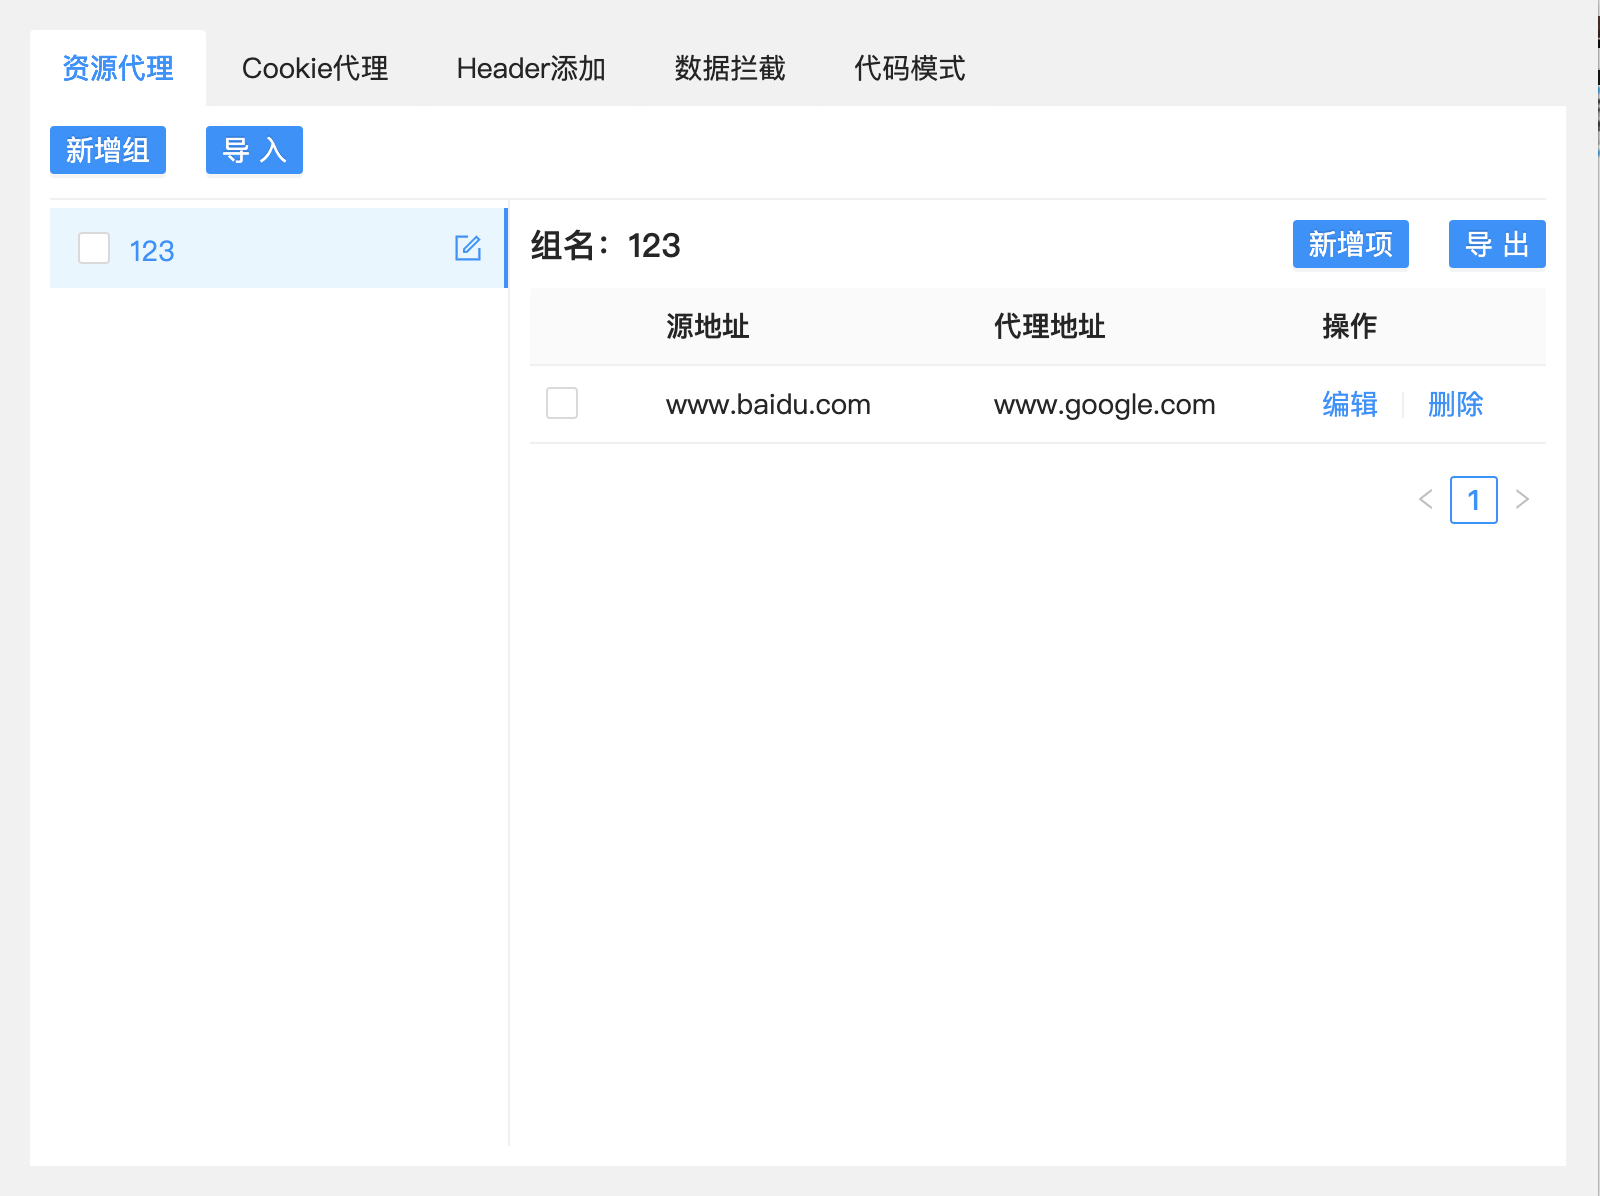 资源代理 Cookie代理 Header添加 数据拦截 代码模式
新增组 导 入
123
组名：123 新增项 导 出
源地址 代理地址 操作
www.baidu.com www.google.com 编辑 删除
< 1 >